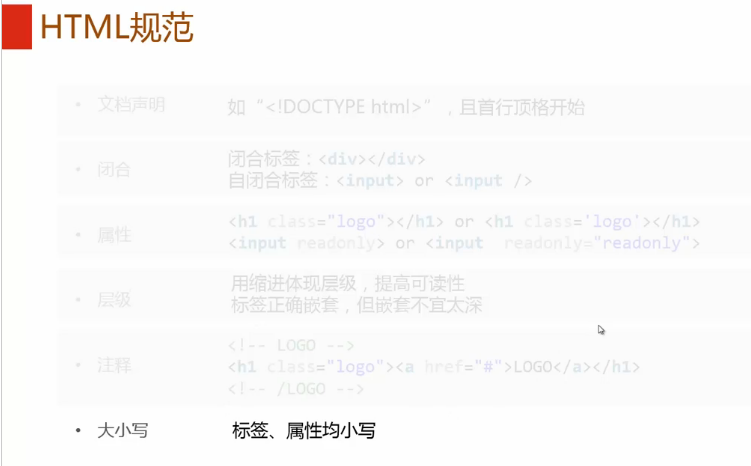 HTML规范
• 文档声明 如“<!DOCTYPE html>”，且首行顶格开始
• 闭合 闭合标签：<div></div>
自闭合标签：<input> or <input />
• 属性 <h1 class="logo"></h1> or <h1 class='logo'></h1>
<input readonly> or <input  readonly="readonly">
• 层级 用缩进体现层级，提高可读性
标签正确嵌套，但嵌套不宜太深
• 注释 <!-- LOGO -->
<h1 class="logo"><a href="#">LOGO</a></h1>
<!-- /LOGO -->
• 大小写 标签、属性均小写